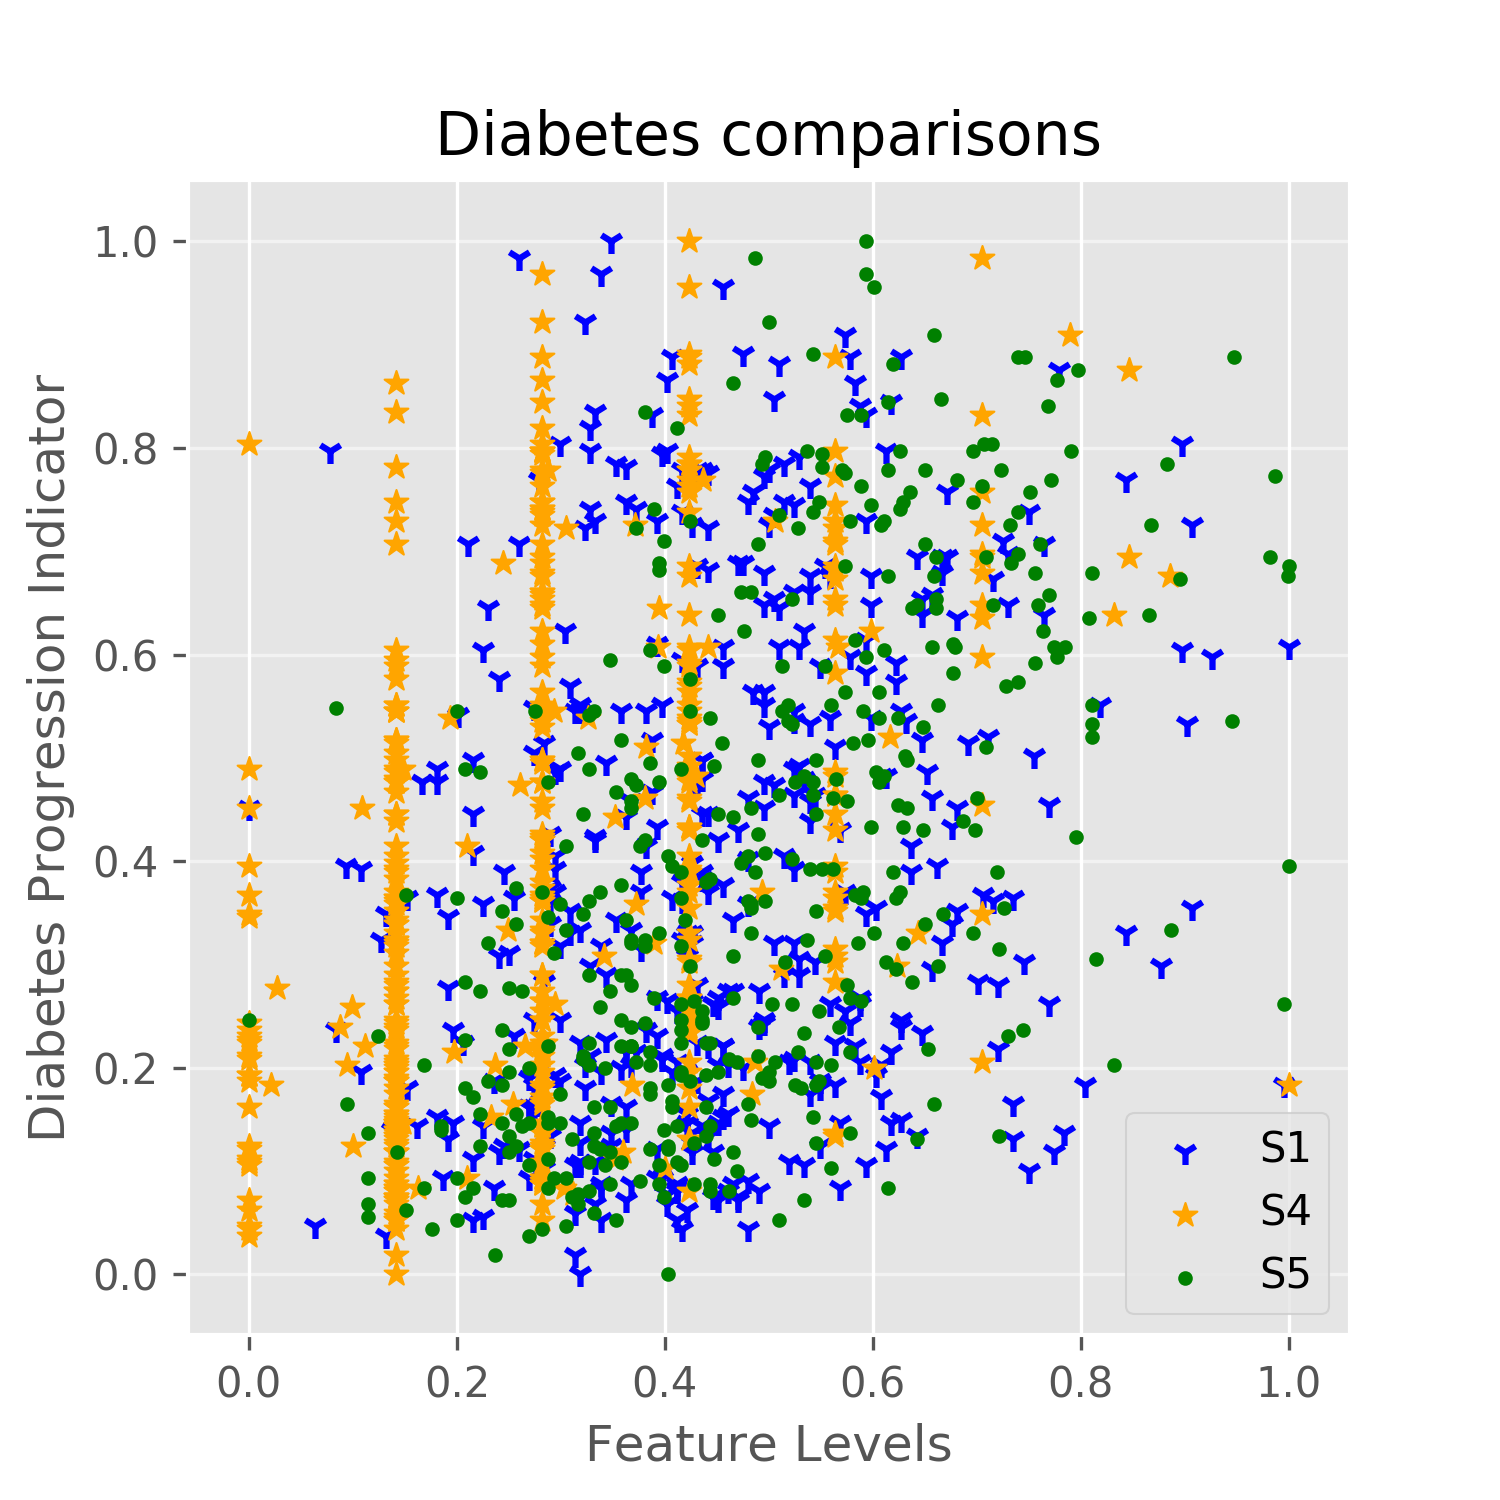 Diabetes comparisons
Diabetes Progression Indicator
1.0
0.8
0.6
0.4
0.2
0.0
S1
S4
S5
0.0 0.2 0.4 0.6 0.8 1.0
Feature Levels